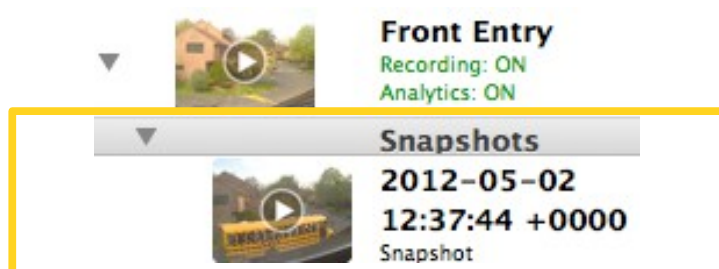 Front Entry
Recording: ON
Analytics: ON
Snapshots
2012-05-02
12:37:44 +0000
Snapshot